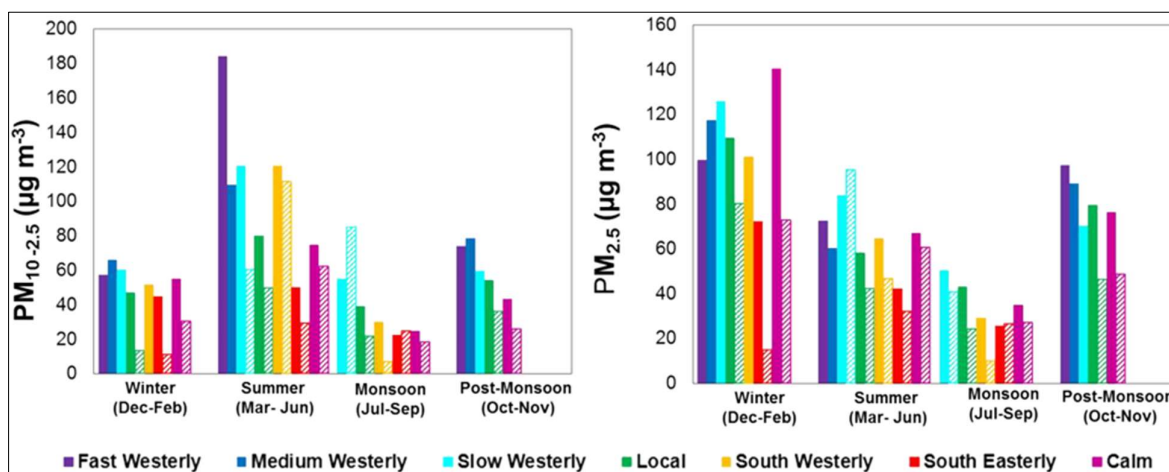 PM10-2.5 (µg m-3)
200
180
160
140
120
100
80
60
40
20
0
Winter
(Dec-Feb)
Summer
(Mar- Jun)
Monsoon
(Jul-Sep)
Post-Monsoon
(Oct-Nov)
PM2.5 (µg m-3)
160
140
120
100
80
60
40
20
0
Winter
(Dec-Feb)
Summer
(Mar-Jun)
Monsoon
(Jul-Sep)
Post-Monsoon
(Oct-Nov)
Fast Westerly Medium Westerly Slow Westerly Local South Westerly South Easterly Calm